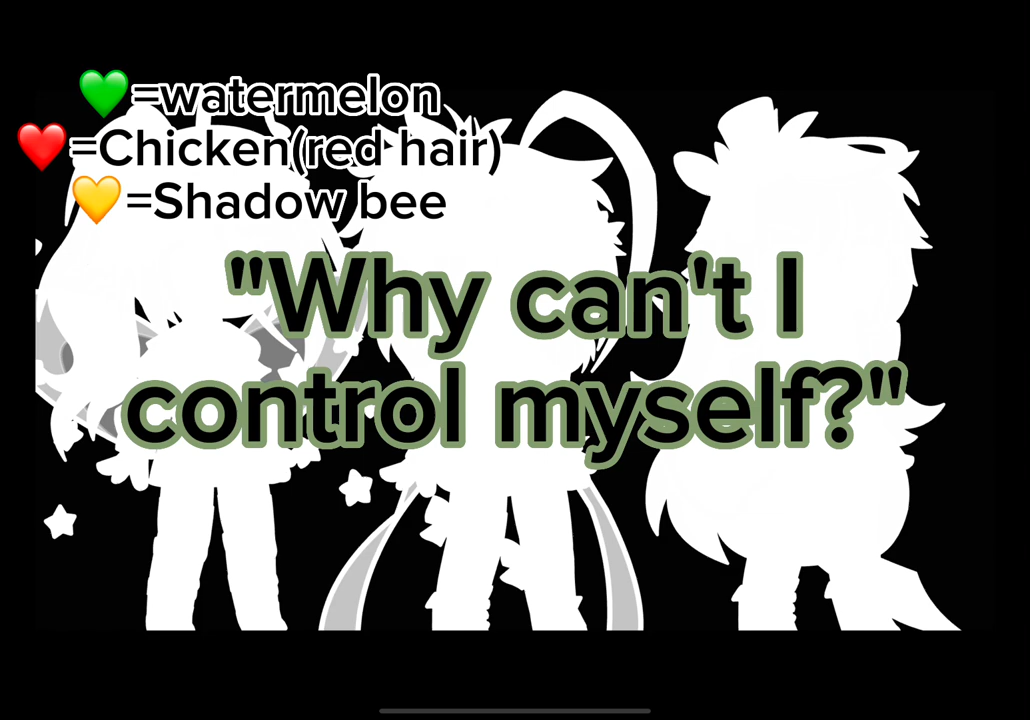 💚=watermelon
❤️=Chicken(red hair)
💛=Shadow bee
"Why can't I
control myself?"